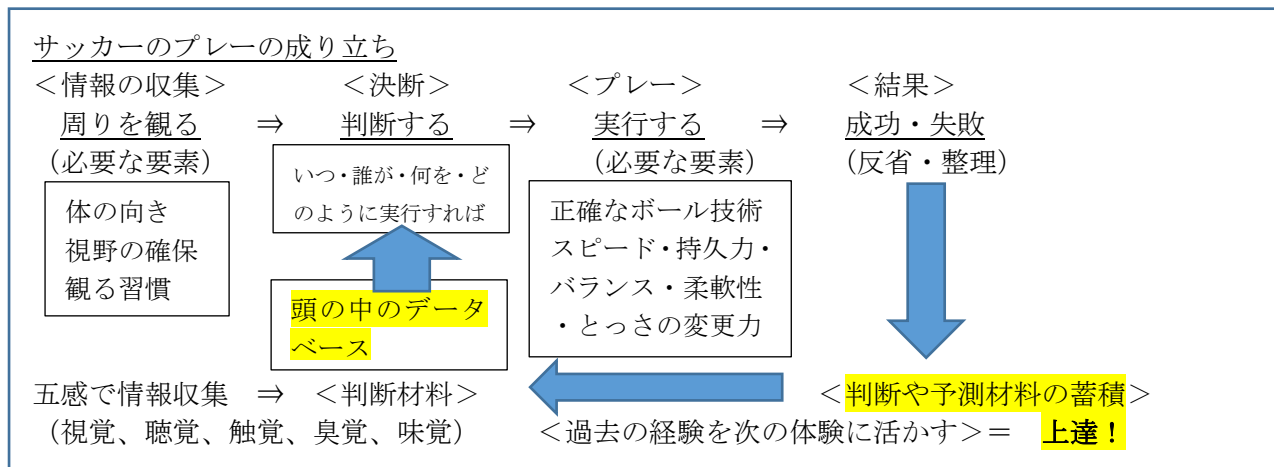 サッカーのプレーの成り立ち
＜情報の収集＞ ＜決断＞ ＜プレー＞ ＜結果＞
周りを観る ⇒ 判断する ⇒ 実行する ⇒ 成功・失敗
（必要な要素） （必要な要素） （反省・整理）
体の向き
視野の確保
観る習慣
いつ・誰が・何を・ど
のように実行すれば
正確なボール技術
スピード・持久力・
バランス・柔軟性
・とっさの変更力
頭の中のデータ
ベース
五感で情報収集 ⇒ ＜判断材料＞ ＜判断や予測材料の蓄積＞
（視覚、聴覚、触覚、臭覚、味覚） ＜過去の経験を次の体験に活かす＞＝ 上達！